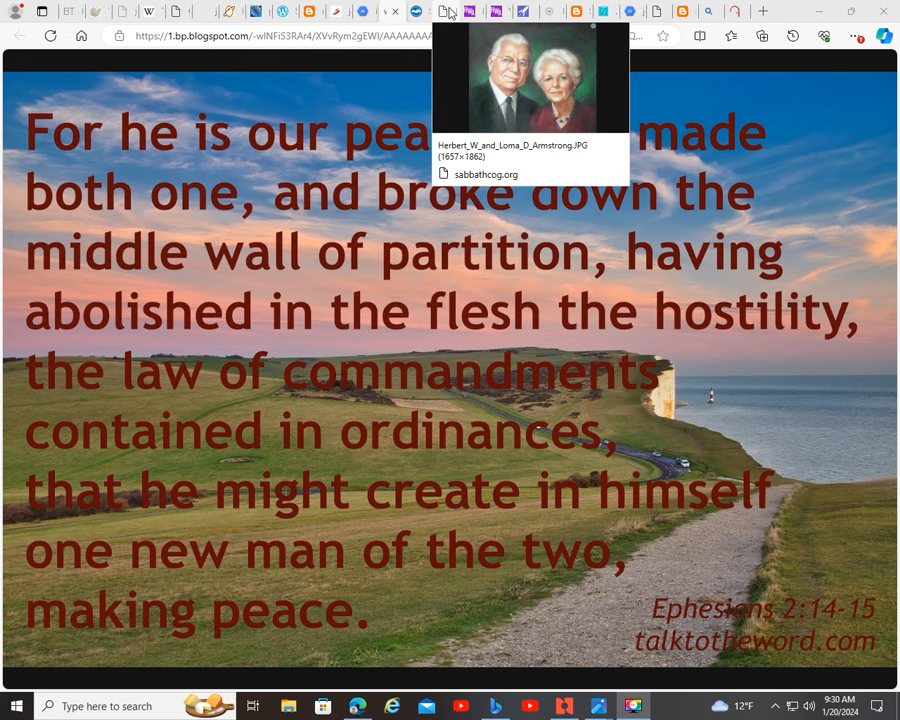 BT
W
https://1.bp.blogspot.com/-wlNFiS3RAr4/XVvRym2gEWI/AAAAAAAA
Herbert_W_and_Loma_D_Armstrong.JPG
(1657×1862)
sabbathcog.org
For he is our pea made
both one, and broke down the
middle wall of partition, having
abolished in the flesh the hostility,
the law of commandments
contained in ordinances,
that he might create in himself
one new man of the two,
making peace.
Ephesians 2:14-15
talktotheword.com
Type here to search
12°F
9:30 AM
1/20/2024